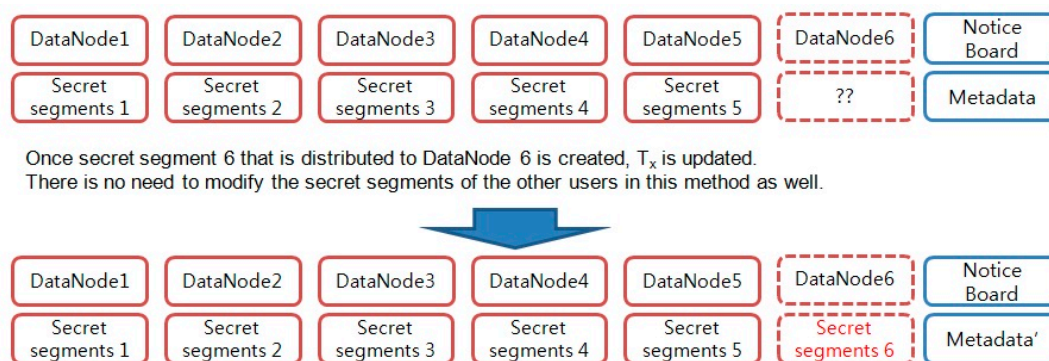 DataNode1 DataNode2 DataNode3 DataNode4 DataNode5 DataNode6 Notice
Board
Secret
segments 1 Secret
segments 2 Secret
segments 3 Secret
segments 4 Secret
segments 5 ?? Metadata
Once secret segment 6 that is distributed to DataNode 6 is created, Tx is updated.
There is no need to modify the secret segments of the other users in this method as well.
DataNode1 DataNode2 DataNode3 DataNode4 DataNode5 DataNode6 Notice
Board
Secret
segments 1 Secret
segments 2 Secret
segments 3 Secret
segments 4 Secret
segments 5 Secret
segments 6 Metadata’